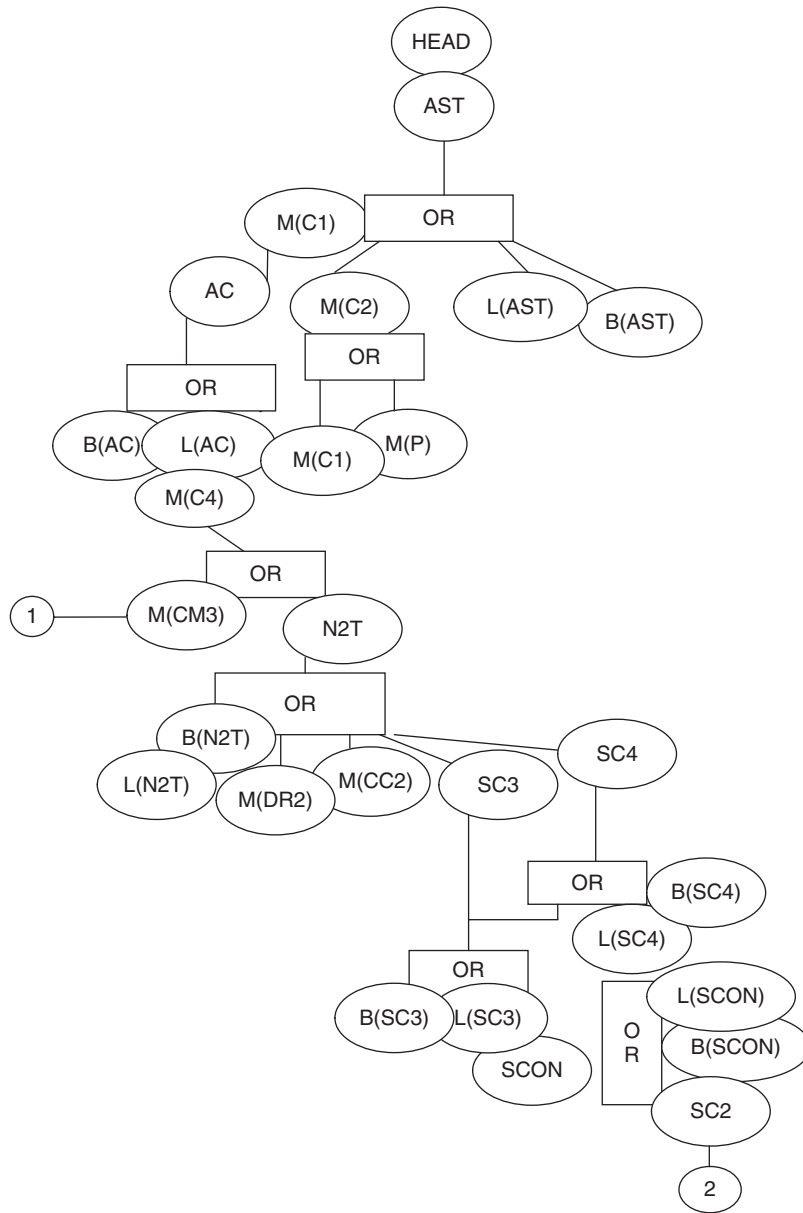 HEAD
AST
M(C1)
OR
AC
M(C2)
L(AST)
B(AST)
OR
OR
B(AC)
L(AC)
M(C1)
M(P)
M(C4)
OR
1
M(CM3)
N2T
OR
B(N2T)
L(N2T)
M(DR2)
M(CC2)
SC3
SC4
OR
B(SC4)
L(SC4)
OR
B(SC3)
L(SC3)
SCON
L(SCON)
O
R
B(SCON)
SC2
2